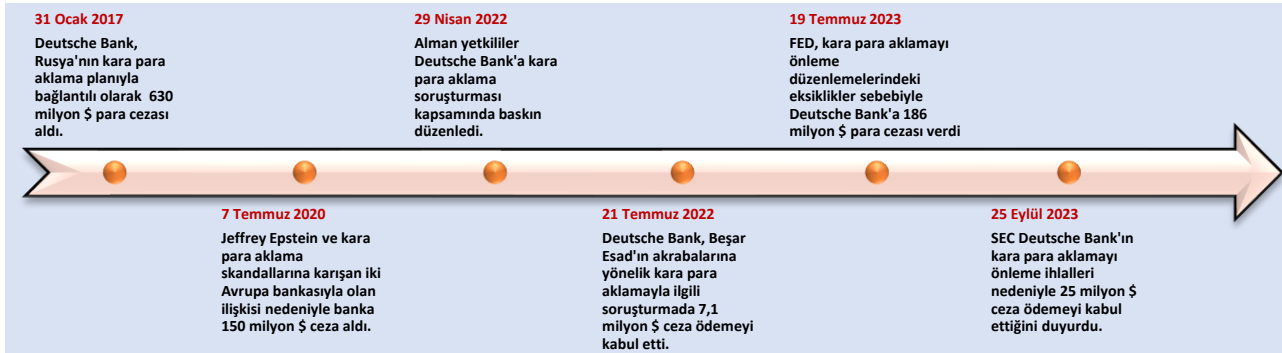 31 Ocak 2017
Deutsche Bank,
Rusya'nın kara para
aklama planıyla
bağlantılı olarak 630
milyon $ para cezası
aldı.
7 Temmuz 2020
Jeffrey Epstein ve kara
para aklama
skandallarına karışan iki
Avrupa bankasıyla olan
ilişkisi nedeniyle banka
150 milyon $ ceza aldı.
29 Nisan 2022
Alman yetkililer
Deutsche Bank'a kara
para aklama
soruşturması
kapsamında baskın
düzenledi.
21 Temmuz 2022
Deutsche Bank, Beşar
Esad'ın akrabalarına
yönelik kara para
aklamayla ilgili
soruşturmada 7,1
milyon $ ceza ödemeyi
kabul etti.
19 Temmuz 2023
FED, kara para aklamayı
önleme
düzenlemelerindeki
eksiklikler sebebiyle
Deutsche Bank'a 186
milyon $ para cezası verdi
25 Eylül 2023
SEC Deutsche Bank'ın
kara para aklamayı
önleme ihlalleri
nedeniyle 25 milyon $
ceza ödemeyi kabul
ettiğini duyurdu.